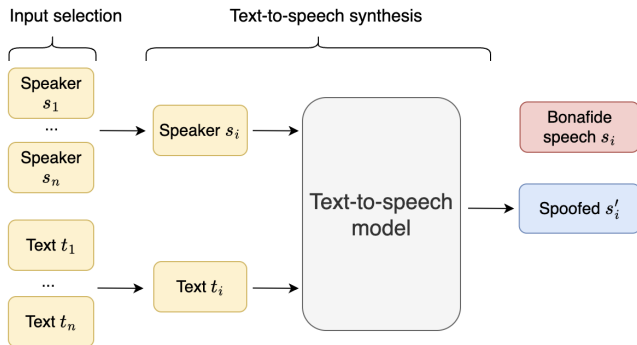 Input selection
Text-to-speech synthesis
Speaker
s₁
...
Speaker
sₙ
Speaker sᵢ
Text t₁
...
Text tₙ
Text tᵢ
Text-to-speech
model
Bonafide
speech sᵢ
Spoofed s′ᵢ